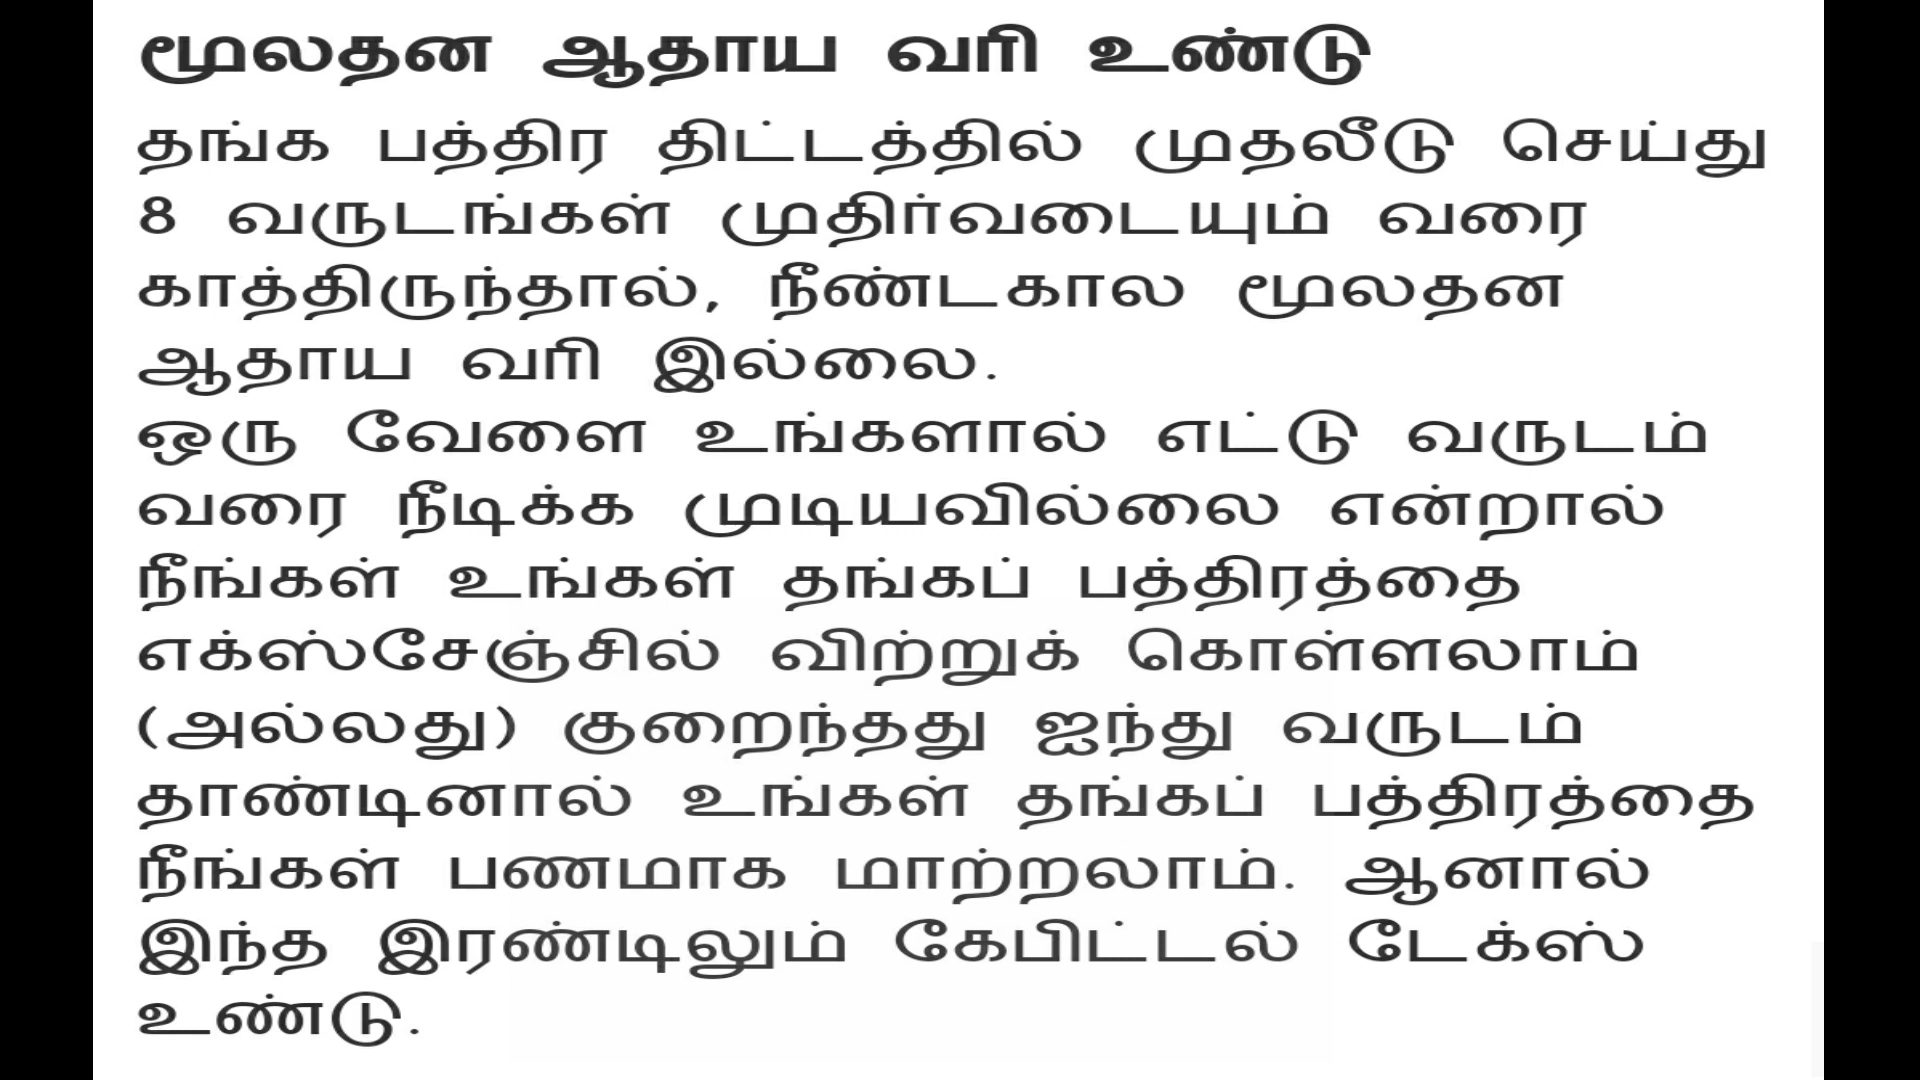 மூலதன ஆதாய வரி உண்டு
தங்க பத்திர திட்டத்தில் முதலீடு செய்து
8 வருடங்கள் முதிர்வடையும் வரை
காத்திருந்தால், நீண்டகால மூலதன
ஆதாய வரி இல்லை.
ஒரு வேளை உங்களால் எட்டு வருடம்
வரை நீடிக்க முடியவில்லை என்றால்
நீங்கள் உங்கள் தங்கப் பத்திரத்தை
எக்ஸ்சேஞ்சில் விற்றுக் கொள்ளலாம்
(அல்லது) குறைந்தது ஐந்து வருடம்
தாண்டினால் உங்கள் தங்கப் பத்திரத்தை
நீங்கள் பணமாக மாற்றலாம். ஆனால்
இந்த இரண்டிலும் கேபிட்டல் டேக்ஸ்
உண்டு.